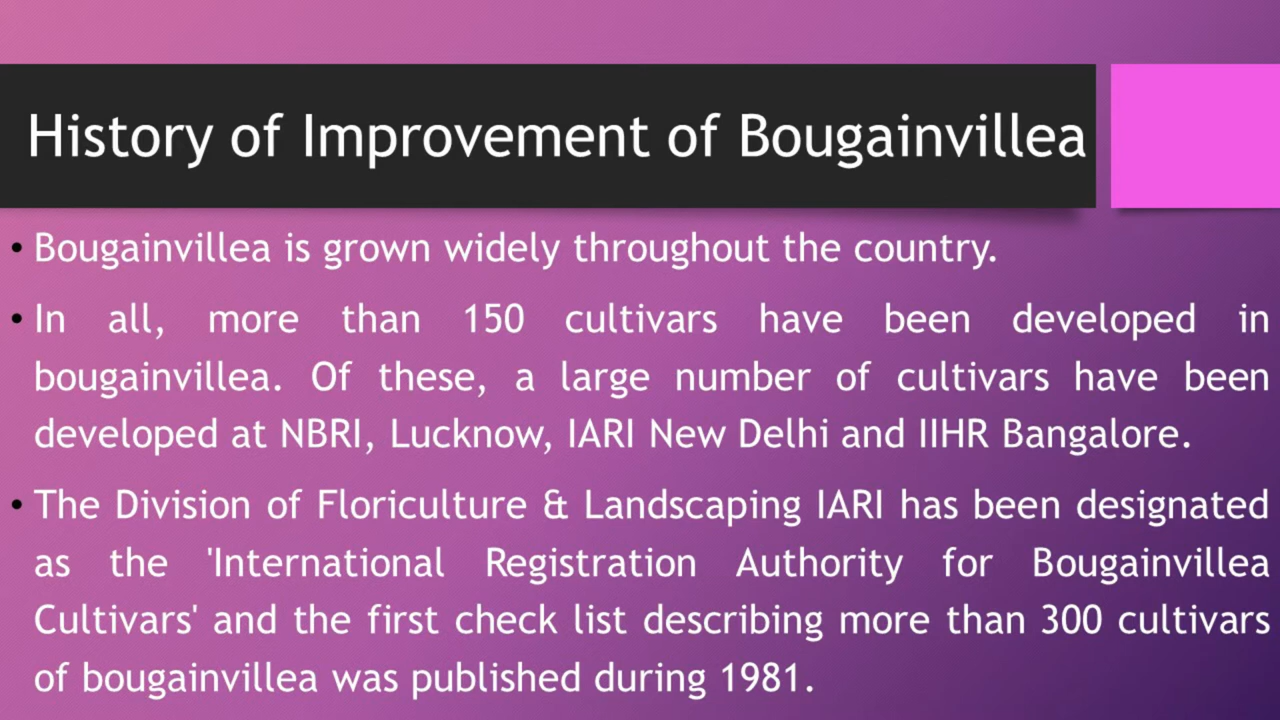 History of Improvement of Bougainvillea
• Bougainvillea is grown widely throughout the country.
• In all, more than 150 cultivars have been developed in
bougainvillea. Of these, a large number of cultivars have been
developed at NBRI, Lucknow, IARI New Delhi and IIHR Bangalore.
• The Division of Floriculture & Landscaping IARI has been designated
as the 'International Registration Authority for Bougainvillea
Cultivars' and the first check list describing more than 300 cultivars
of bougainvillea was published during 1981.